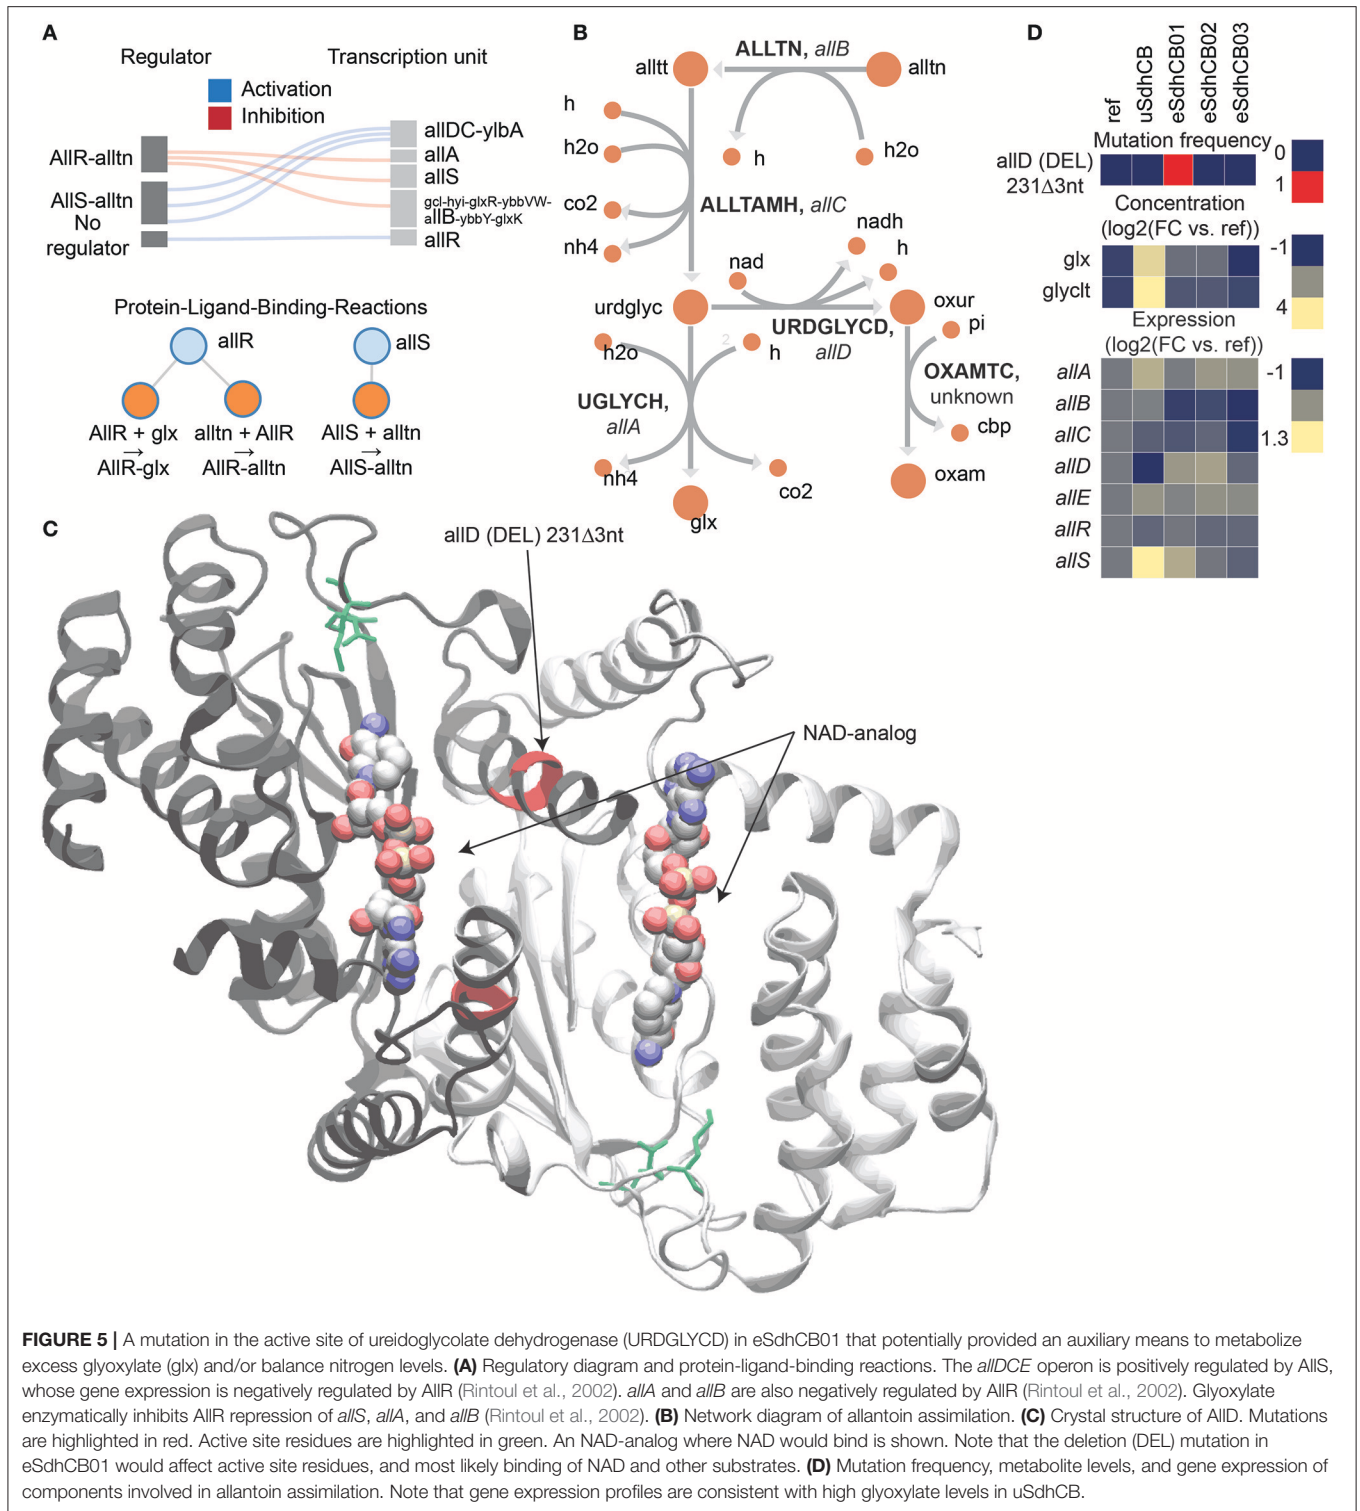 A
Regulator
Transcription unit
Activation
Inhibition
AllR-alltn
AllS-alltn
No
regulator
allDC-ylbA
allA
allS
gcl-hyi-glxR-ybbVW-
allB-ybbY-glxK
allR
Protein-Ligand-Binding-Reactions
allR
allS
AllR + glx
→
AllR-glx
alltn + AllR
→
AllR-alltn
AllS + alltn
→
AllS-alltn
B
ALLTN, allB
alltt
alltn
h
h2o
co2
nh4
h
h2o
ALLTAMH, allC
nadh
h
nad
urdglyc
oxur
URDGLYCD,
allD
pi
h2o
2
h
OXAMTC,
unknown
UGLYCH,
allA
cbp
nh4
co2
oxam
glx
D
ref
uSdhCB
eSdhCB01
eSdhCB02
eSdhCB03
Mutation frequency
allD (DEL)
231Δ3nt
0
1
Concentration
(log2(FC vs. ref))
glx
glyclt
-1
4
Expression
(log2(FC vs. ref))
allA
allB
allC
allD
allE
allR
allS
-1
1.3
C
allD (DEL) 231Δ3nt
NAD-analog
FIGURE 5 | A mutation in the active site of ureidoglycolate dehydrogenase (URDGLYCD) in eSdhCB01 that potentially provided an auxiliary means to metabolize
excess glyoxylate (glx) and/or balance nitrogen levels. (A) Regulatory diagram and protein-ligand-binding reactions. The allDCE operon is positively regulated by AllS,
whose gene expression is negatively regulated by AllR (Rintoul et al., 2002). allA and allB are also negatively regulated by AllR (Rintoul et al., 2002). Glyoxylate
enzymatically inhibits AllR repression of allS, allA, and allB (Rintoul et al., 2002). (B) Network diagram of allantoin assimilation. (C) Crystal structure of AllD. Mutations
are highlighted in red. Active site residues are highlighted in green. An NAD-analog where NAD would bind is shown. Note that the deletion (DEL) mutation in
eSdhCB01 would affect active site residues, and most likely binding of NAD and other substrates. (D) Mutation frequency, metabolite levels, and gene expression of
components involved in allantoin assimilation. Note that gene expression profiles are consistent with high glyoxylate levels in uSdhCB.